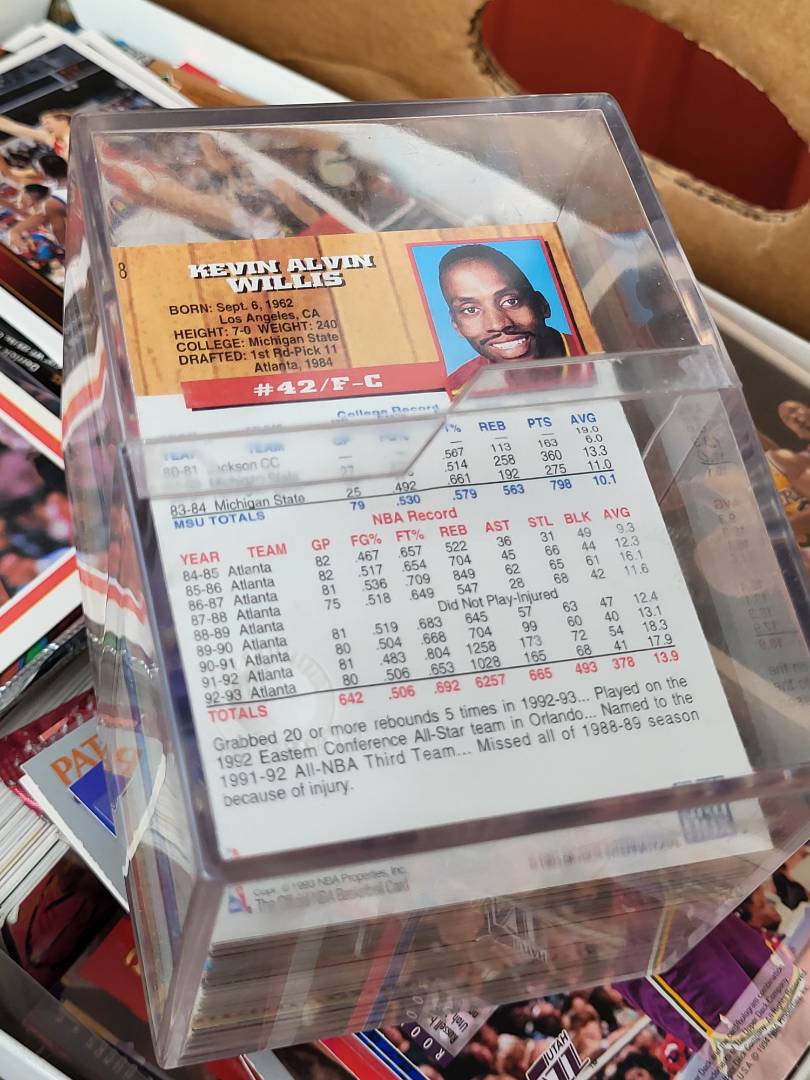 8
KEVIN ALVIN
WILLIS
BORN: Sept. 6, 1962
Los Angeles, CA
HEIGHT: 7-0 WEIGHT: 240
COLLEGE: Michigan State
DRAFTED: 1st Rd-Pick 11
Atlanta, 1984
#42/F-C
College Record
YEAR TEAM GP REB PTS AVG
— — 19.0
80-81 Jackson CC .567 113 163 6.0
27 .514 258 360 13.3
83-84 Michigan State 25 .492 .661 192 275 11.0
MSU TOTALS 79 .530 .579 563 798 10.1
NBA Record
YEAR TEAM GP FG% FT% REB AST STL BLK AVG
84-85 Atlanta 82 .467 .657 522 36 31 49 9.3
85-86 Atlanta 82 .517 .654 704 45 66 44 12.3
86-87 Atlanta 81 .536 .709 849 62 65 61 16.1
87-88 Atlanta 75 .518 .649 547 28 68 42 11.6
88-89 Atlanta Did Not Play-Injured
89-90 Atlanta 81 .519 .683 645 57 63 47 12.4
90-91 Atlanta 80 .504 .668 704 99 60 40 13.1
91-92 Atlanta 81 .483 .804 1258 173 72 54 18.3
92-93 Atlanta 80 .506 .653 1028 165 68 41 17.9
TOTALS 642 .506 .692 6257 665 493 378 13.9
Grabbed 20 or more rebounds 5 times in 1992-93... Played on the
1992 Eastern Conference All-Star team in Orlando... Named to the
1991-92 All-NBA Third Team... Missed all of 1988-89 season
because of injury.
Copr. © 1993 NBA Properties, Inc.
The Official NBA Basketball Card
PAT
Utah
UTAH